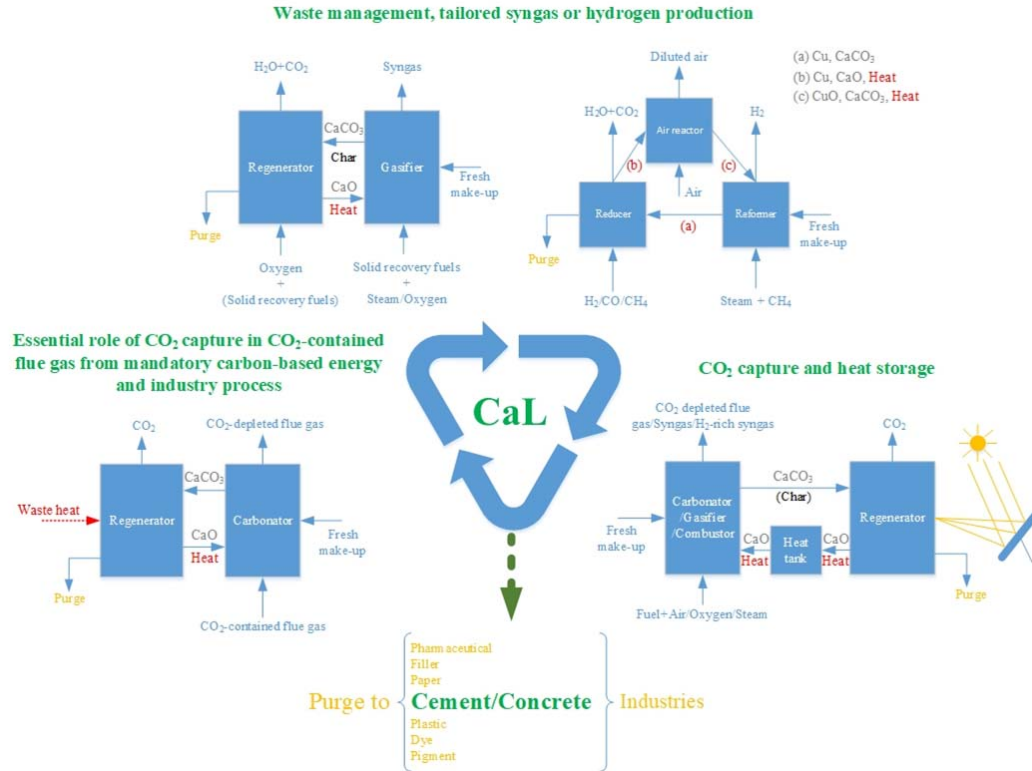 Waste management, tailored syngas or hydrogen production
H₂O+CO₂
Syngas
Regenerator
CaCO₃
Char
CaO
Heat
Gasifier
Fresh
make-up
Purge
Oxygen
+
(Solid recovery fuels)
Solid recovery fuels
+
Steam/Oxygen
Diluted air
(a) Cu, CaCO₃
(b) Cu, CaO, Heat
(c) CuO, CaCO₃, Heat
H₂O+CO₂
Air reactor
H₂
(b)
(c)
Air
Reducer
(a)
Reformer
Fresh
make-up
Purge
H₂/CO/CH₄
Steam + CH₄
Essential role of CO₂ capture in CO₂-contained
flue gas from mandatory carbon-based energy
and industry process
CO₂
CO₂-depleted flue gas
Waste heat
Regenerator
CaCO₃
CaO
Heat
Carbonator
Fresh
make-up
Purge
CO₂-contained flue gas
CaL
CO₂ capture and heat storage
CO₂ depleted flue
gas/Syngas/H₂-rich syngas
CO₂
Carbonator
/Gasifier
/Combustor
CaCO₃
(Char)
Regenerator
Fresh
make-up
CaO
Heat
Heat
tank
CaO
Heat
Purge
Fuel+Air/Oxygen/Steam
Purge to
Pharmaceutical
Filler
Paper
Cement/Concrete
Plastic
Dye
Pigment
Industries